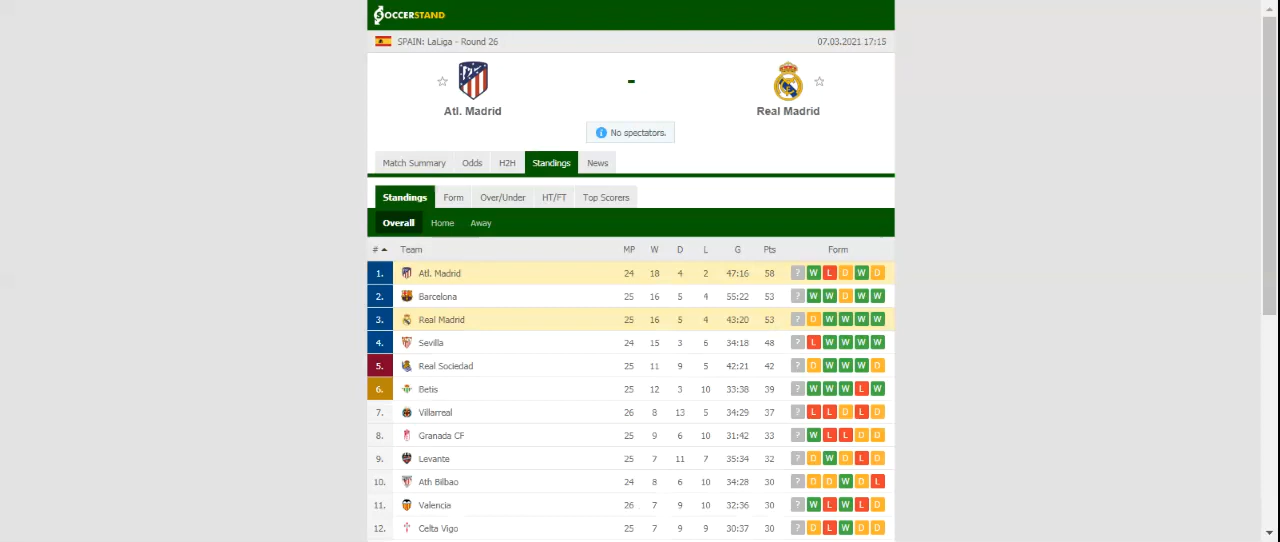 SOCCERSTAND
SPAIN: LaLiga - Round 26 07.03.2021 17:15
-
Atl. Madrid Real Madrid
No spectators.
Match Summary Odds H2H Standings News
Standings Form Over/Under HT/FT Top Scorers
Overall Home Away
# Team MP W D L G Pts Form
1. Atl. Madrid 24 18 4 2 47:16 58 ? W L D W D
2. Barcelona 25 16 5 4 55:22 53 ? W W D W W
3. Real Madrid 25 16 5 4 43:20 53 ? D W W W W
4. Sevilla 24 15 3 6 34:18 48 ? L W W W W
5. Real Sociedad 25 11 9 5 42:21 42 ? D W W W D
6. Betis 25 12 3 10 33:38 39 ? W W W L W
7. Villarreal 26 8 13 5 34:29 37 ? L L D L D
8. Granada CF 25 9 6 10 31:42 33 ? W L L D D
9. Levante 25 7 11 7 35:34 32 ? D W D L D
10. Ath Bilbao 24 8 6 10 34:28 30 ? D D W D L
11. Valencia 26 7 9 10 32:36 30 ? W L W L D
12. Celta Vigo 25 7 9 9 30:37 30 ? D L W D D